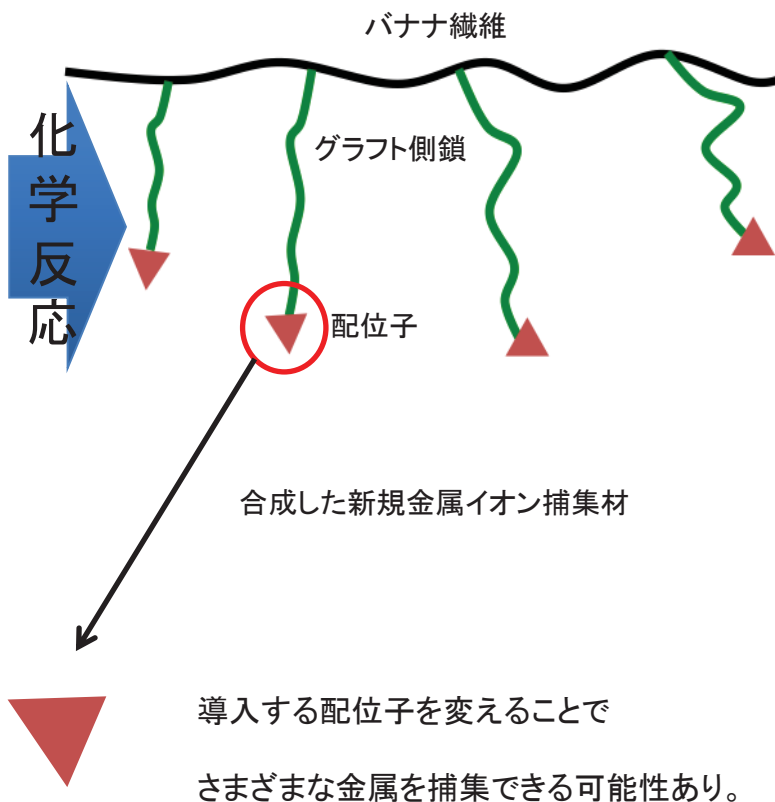 バナナ繊維
化学反応
グラフト側鎖
配位子
合成した新規金属イオン捕集材
導入する配位子を変えることで
さまざまな金属を捕集できる可能性あり。